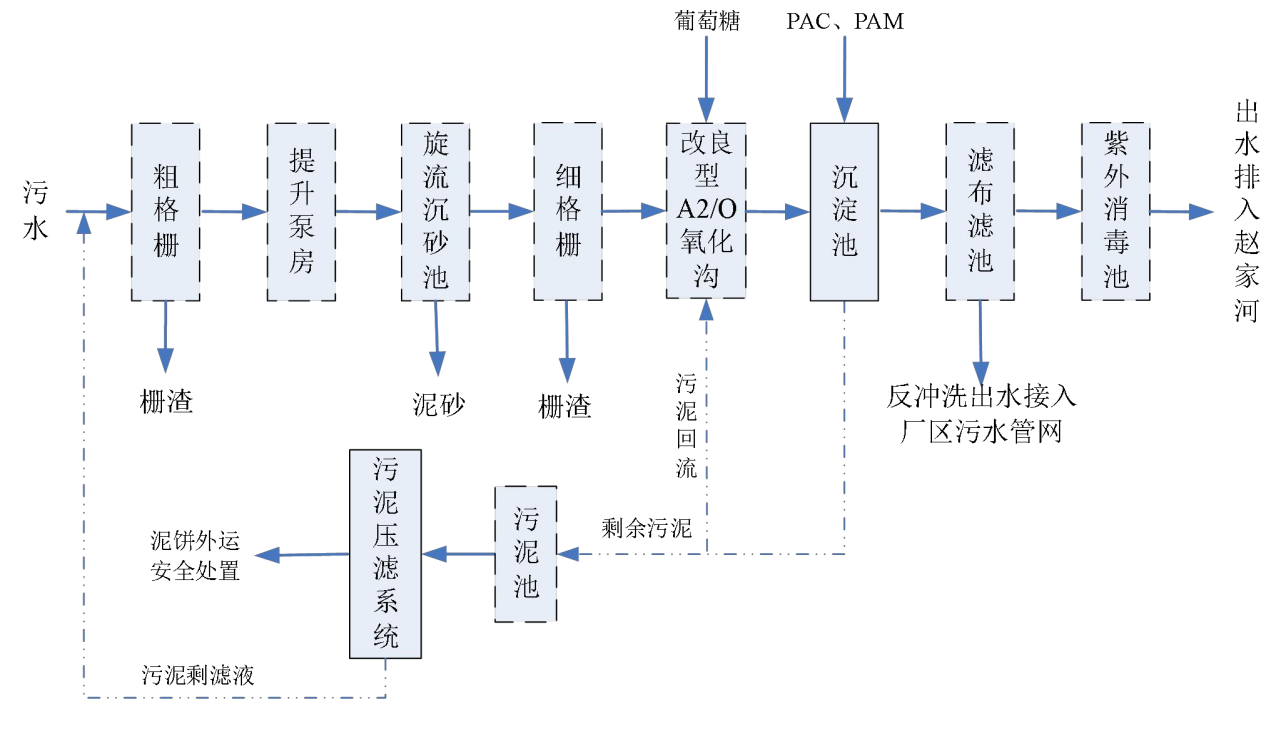 葡萄糖
PAC、PAM
污水
粗格栅
提升泵房
旋流沉砂池
细格栅
改良
型
A2/O
氧化
沟
沉淀池
滤布滤池
紫外消毒池
出水排入赵家河
栅渣
泥砂
栅渣
污泥回流
反冲洗出水接入
厂区污水管网
污泥压滤系统
污泥池
剩余污泥
泥饼外运
安全处置
污泥剩滤液